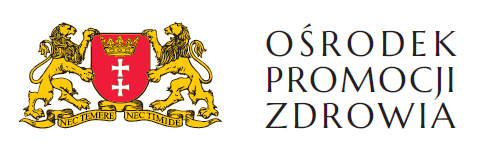 NEC TEMERE NEC TIMIDE
OŚRODEK
PROMOCJI
ZDROWIA